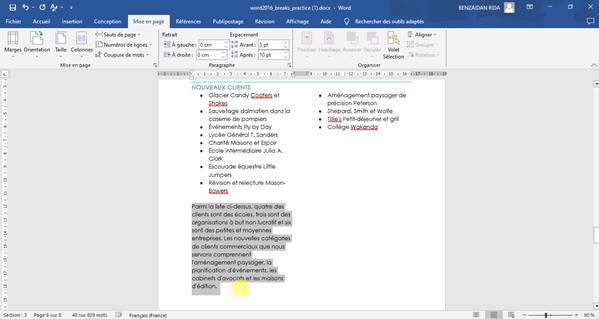 word2016_breaks_practice (1).docx - Word
BENZAIDAN RIDA
Fichier Accueil Insertion Conception Mise en page Références Publipostage Révision Affichage Aide Rechercher des outils adaptés
Marges Orientation Taille Colonnes
Sauts de page
Numéros de lignes
Coupure de mots
Mise en page
Retrait Espacement
À gauche : 0 cm Avant : 5 pt
À droite : 0 cm Après : 10 pt
Paragraphe
Position Habillage Avancer Reculer Volet Sélection
Aligner
Grouper
Rotation
Organiser
NOUVEAUX CLIENTS
Glacier Candy Coafers et
Shakes
Sauvetage dalmatien dans la
caserne de pompiers
Événements Fly by Day
Lycée Général T. Sanders
Charité Maisons et Espoir
École intermédiaire Julia A.
Clark
Escouade équestre Little
Jumpers
Révision et relecture Mason-
Bowers
Aménagement paysager de
précision Peterson
Shepard, Smith et Wolfe
Tillie's Petit-déjeuner et gril
Collège Wakanda
Parmi la liste ci-dessus, quatre des
clients sont des écoles, trois sont des
organisations à but non lucratif et six
sont des petites et moyennes
entreprises. Les nouvelles catégories
de clients commerciaux que nous
servons comprennent
l'aménagement paysager, la
planification d'événements, les
cabinets d'avocats et les maisons
d'édition.
Section : 3 Page 6 sur 8 48 sur 809 mots Français (France) 80 %